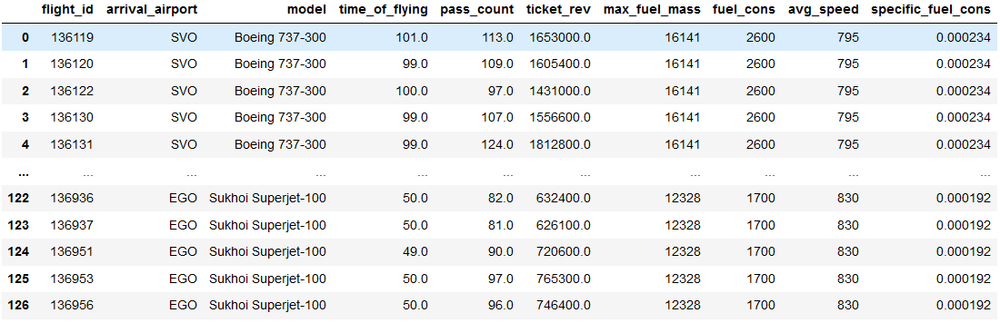 flight_id arrival_airport model time_of_flying pass_count ticket_rev max_fuel_mass fuel_cons avg_speed specific_fuel_cons
0 136119 SVO Boeing 737-300 101.0 113.0 1653000.0 16141 2600 795 0.000234
1 136120 SVO Boeing 737-300 99.0 109.0 1605400.0 16141 2600 795 0.000234
2 136122 SVO Boeing 737-300 100.0 97.0 1431000.0 16141 2600 795 0.000234
3 136130 SVO Boeing 737-300 99.0 107.0 1556600.0 16141 2600 795 0.000234
4 136131 SVO Boeing 737-300 99.0 124.0 1812800.0 16141 2600 795 0.000234
... ... ... ... ... ... ... ... ... ... ...
122 136936 EGO Sukhoi Superjet-100 50.0 82.0 632400.0 12328 1700 830 0.000192
123 136937 EGO Sukhoi Superjet-100 50.0 81.0 626100.0 12328 1700 830 0.000192
124 136951 EGO Sukhoi Superjet-100 49.0 90.0 720600.0 12328 1700 830 0.000192
125 136953 EGO Sukhoi Superjet-100 50.0 97.0 765300.0 12328 1700 830 0.000192
126 136956 EGO Sukhoi Superjet-100 50.0 96.0 746400.0 12328 1700 830 0.000192